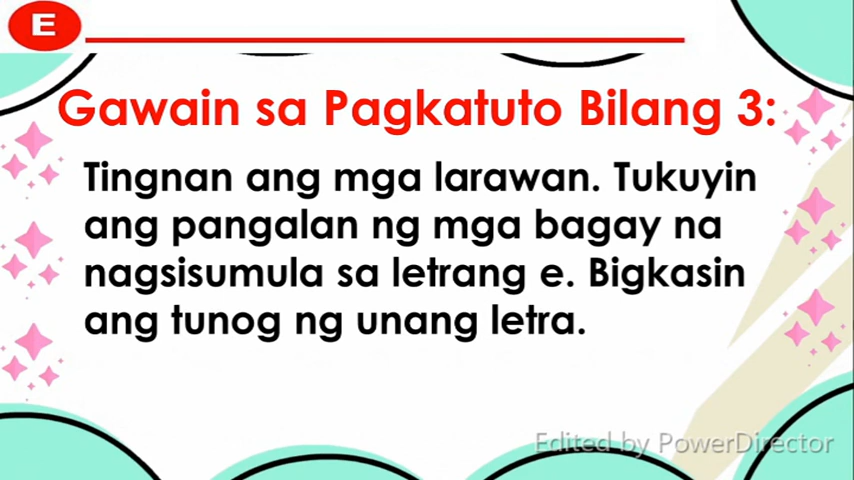 E
Gawain sa Pagkatuto Bilang 3:
Tingnan ang mga larawan. Tukuyin
ang pangalan ng mga bagay na
nagsisumula sa letrang e. Bigkasin
ang tunog ng unang letra.
Edited by PowerDirector